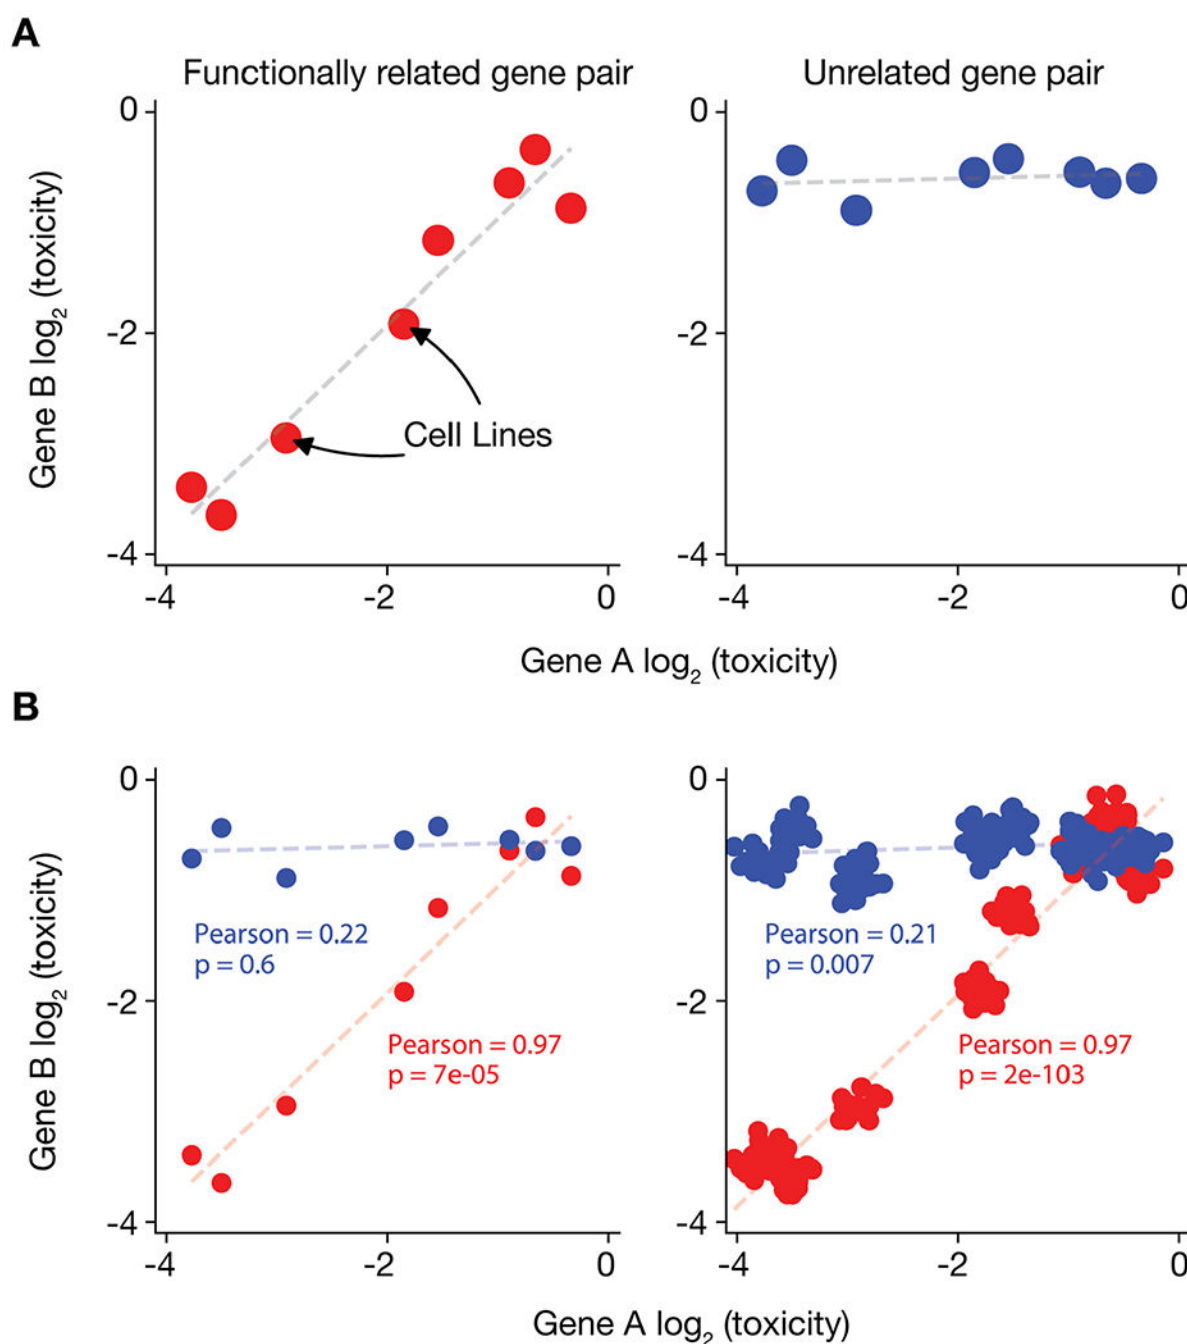 A
Functionally related gene pair
Unrelated gene pair
0
-2
-4
Gene B log₂ (toxicity)
Cell Lines
-4
-2
0
0
-2
-4
-4
-2
0
Gene A log₂ (toxicity)
B
0
-2
-4
Gene B log₂ (toxicity)
Pearson = 0.22
p = 0.6
Pearson = 0.97
p = 7e-05
-4
-2
0
0
-2
-4
Pearson = 0.21
p = 0.007
Pearson = 0.97
p = 2e-103
-4
-2
0
Gene A log₂ (toxicity)